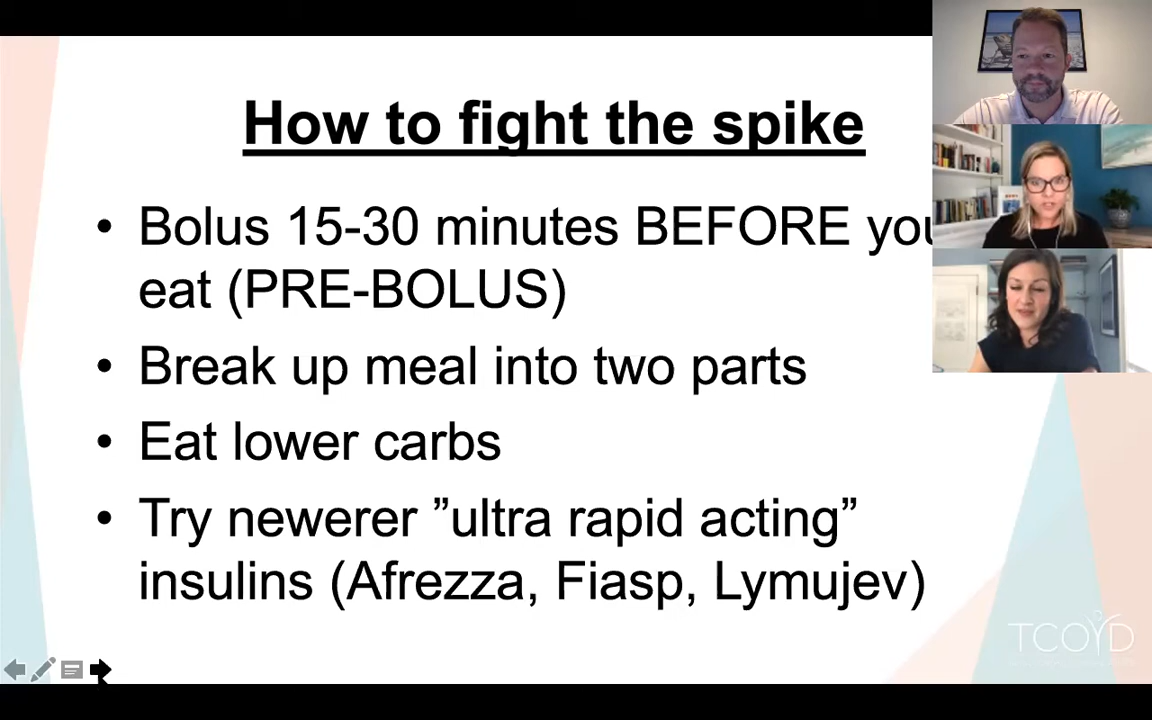 How to fight the spike
• Bolus 15-30 minutes BEFORE you
eat (PRE-BOLUS)
• Break up meal into two parts
• Eat lower carbs
• Try newerer ”ultra rapid acting”
insulins (Afrezza, Fiasp, Lymujev)
TCOYD